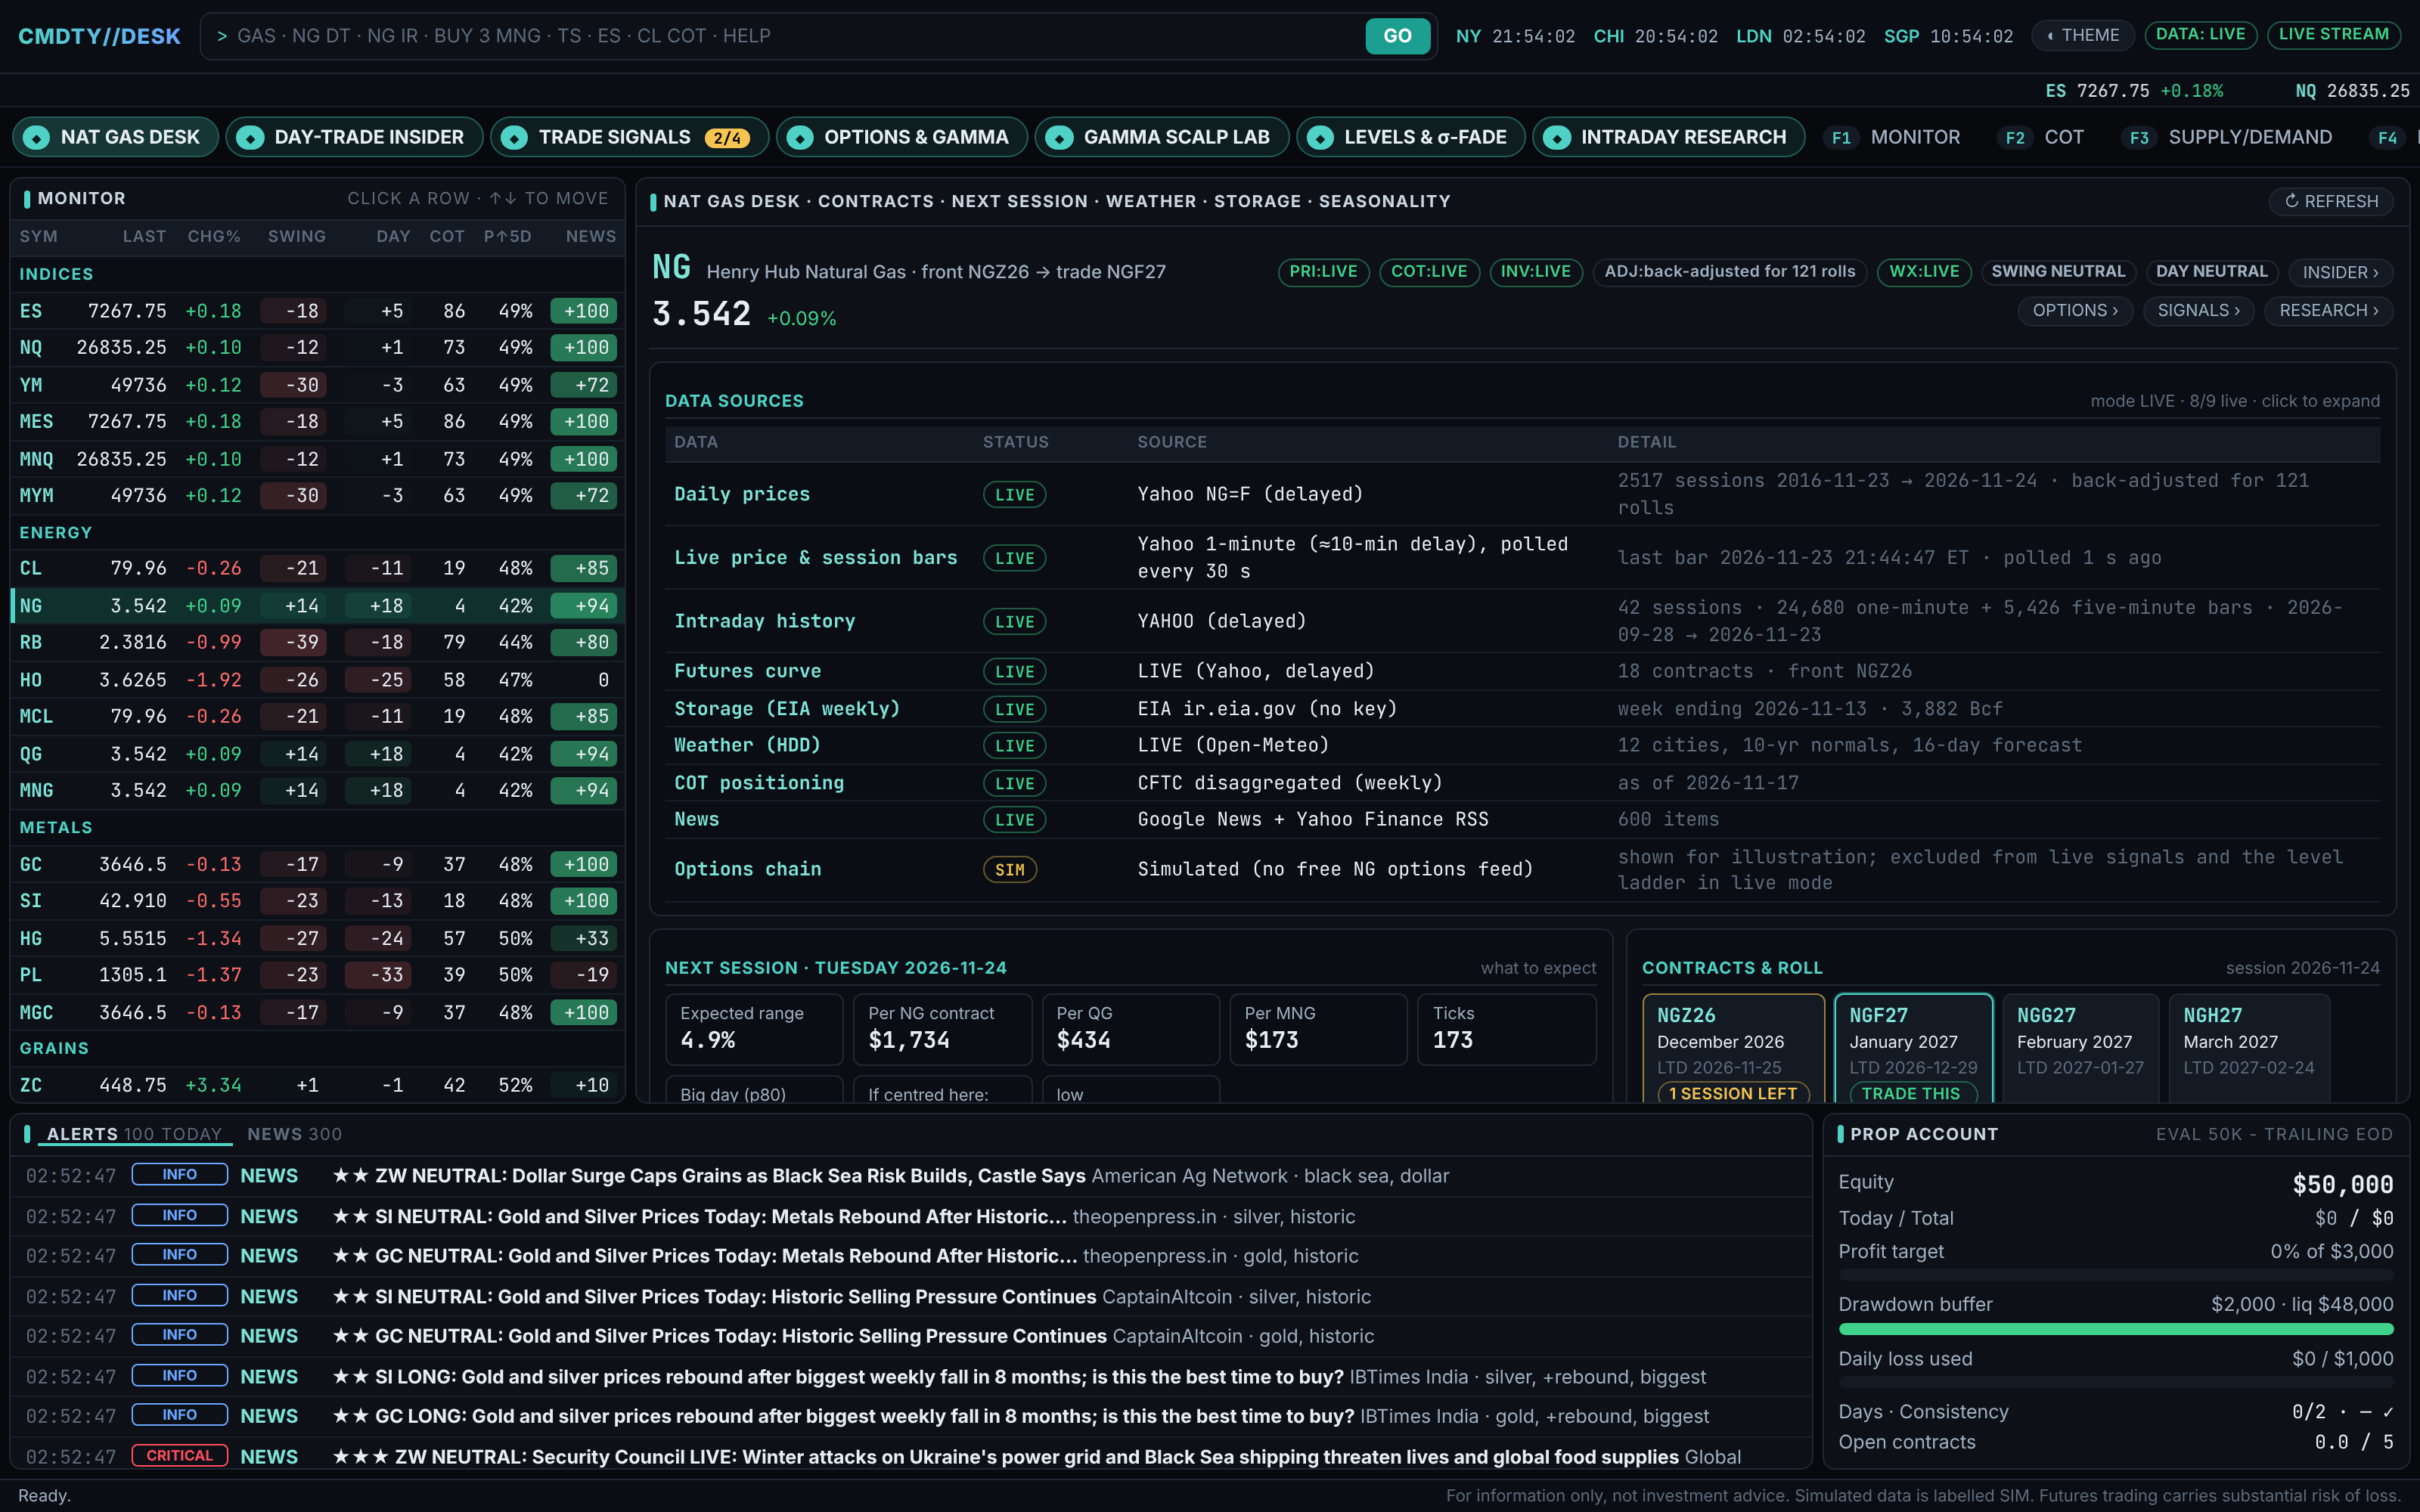 CMDTY//DESK
> GAS · NG DT · NG IR · BUY 3 MNG · TS · ES · CL COT · HELP
GO
NY 21:54:02 CHI 20:54:02 LDN 02:54:02 SGP 10:54:02
THEME
DATA: LIVE
LIVE STREAM
ES 7267.75 +0.18% NQ 26835.25
NAT GAS DESK
DAY-TRADE INSIDER
TRADE SIGNALS 2/4
OPTIONS & GAMMA
GAMMA SCALP LAB
LEVELS & σ-FADE
INTRADAY RESEARCH
F1 MONITOR
F2 COT
F3 SUPPLY/DEMAND
F4
MONITOR CLICK A ROW · ↑↓ TO MOVE
SYM LAST CHG% SWING DAY COT P↑5D NEWS
INDICES
ES 7267.75 +0.18 -18 +5 86 49% +100
NQ 26835.25 +0.10 -12 +1 73 49% +100
YM 49736 +0.12 -30 -3 63 49% +72
MES 7267.75 +0.18 -18 +5 86 49% +100
MNQ 26835.25 +0.10 -12 +1 73 49% +100
MYM 49736 +0.12 -30 -3 63 49% +72
ENERGY
CL 79.96 -0.26 -21 -11 19 48% +85
NG 3.542 +0.09 +14 +18 4 42% +94
RB 2.3816 -0.99 -39 -18 79 44% +80
HO 3.6265 -1.92 -26 -25 58 47% 0
MCL 79.96 -0.26 -21 -11 19 48% +85
QG 3.542 +0.09 +14 +18 4 42% +94
MNG 3.542 +0.09 +14 +18 4 42% +94
METALS
GC 3646.5 -0.13 -17 -9 37 48% +100
SI 42.910 -0.55 -23 -13 18 48% +100
HG 5.5515 -1.34 -27 -24 57 50% +33
PL 1305.1 -1.37 -23 -33 39 50% -19
MGC 3646.5 -0.13 -17 -9 37 48% +100
GRAINS
ZC 448.75 +3.34 +1 -1 42 52% +10
NAT GAS DESK · CONTRACTS · NEXT SESSION · WEATHER · STORAGE · SEASONALITY
↻ REFRESH
NG Henry Hub Natural Gas · front NGZ26 → trade NGF27
3.542 +0.09%
PRI:LIVE COT:LIVE INV:LIVE ADJ:back-adjusted for 121 rolls WX:LIVE SWING NEUTRAL DAY NEUTRAL INSIDER ›
OPTIONS › SIGNALS › RESEARCH ›
DATA SOURCES mode LIVE · 8/9 live · click to expand
DATA STATUS SOURCE DETAIL
Daily prices LIVE Yahoo NG=F (delayed) 2517 sessions 2016-11-23 → 2026-11-24 · back-adjusted for 121
rolls
Live price & session bars LIVE Yahoo 1-minute (≈10-min delay), polled
every 30 s
last bar 2026-11-23 21:44:47 ET · polled 1 s ago
Intraday history LIVE YAHOO (delayed) 42 sessions · 24,680 one-minute + 5,426 five-minute bars · 2026-
09-28 → 2026-11-23
Futures curve LIVE LIVE (Yahoo, delayed) 18 contracts · front NGZ26
Storage (EIA weekly) LIVE EIA ir.eia.gov (no key) week ending 2026-11-13 · 3,882 Bcf
Weather (HDD) LIVE LIVE (Open-Meteo) 12 cities, 10-yr normals, 16-day forecast
COT positioning LIVE CFTC disaggregated (weekly) as of 2026-11-17
News LIVE Google News + Yahoo Finance RSS 600 items
Options chain SIM Simulated (no free NG options feed) shown for illustration; excluded from live signals and the level
ladder in live mode
NEXT SESSION · TUESDAY 2026-11-24 what to expect
Expected range
4.9%
Per NG contract
$1,734
Per QG
$434
Per MNG
$173
Ticks
173
Big day (p80)
If centred here:
low
CONTRACTS & ROLL session 2026-11-24
NGZ26
December 2026
LTD 2026-11-25
1 SESSION LEFT
NGF27
January 2027
LTD 2026-12-29
TRADE THIS
NGG27
February 2027
LTD 2027-01-27
NGH27
March 2027
LTD 2027-02-24
ALERTS 100 TODAY NEWS 300
02:52:47 INFO NEWS ★★ ZW NEUTRAL: Dollar Surge Caps Grains as Black Sea Risk Builds, Castle Says American Ag Network · black sea, dollar
02:52:47 INFO NEWS ★★ SI NEUTRAL: Gold and Silver Prices Today: Metals Rebound After Historic... theopenpress.in · silver, historic
02:52:47 INFO NEWS ★★ GC NEUTRAL: Gold and Silver Prices Today: Metals Rebound After Historic... theopenpress.in · gold, historic
02:52:47 INFO NEWS ★★ SI NEUTRAL: Gold and Silver Prices Today: Historic Selling Pressure Continues CaptainAltcoin · silver, historic
02:52:47 INFO NEWS ★★ GC NEUTRAL: Gold and Silver Prices Today: Historic Selling Pressure Continues CaptainAltcoin · gold, historic
02:52:47 INFO NEWS ★★ SI LONG: Gold and silver prices rebound after biggest weekly fall in 8 months; is this the best time to buy? IBTimes India · silver, +rebound, biggest
02:52:47 INFO NEWS ★★ GC LONG: Gold and silver prices rebound after biggest weekly fall in 8 months; is this the best time to buy? IBTimes India · gold, +rebound, biggest
02:52:47 CRITICAL NEWS ★★★ ZW NEUTRAL: Security Council LIVE: Winter attacks on Ukraine's power grid and Black Sea shipping threaten lives and global food supplies Global
PROP ACCOUNT EVAL 50K - TRAILING EOD
Equity $50,000
Today / Total $0 / $0
Profit target 0% of $3,000
Drawdown buffer $2,000 · liq $48,000
Daily loss used $0 / $1,000
Days · Consistency 0/2 · — ✓
Open contracts 0.0 / 5
Ready.
For information only, not investment advice. Simulated data is labelled SIM. Futures trading carries substantial risk of loss.